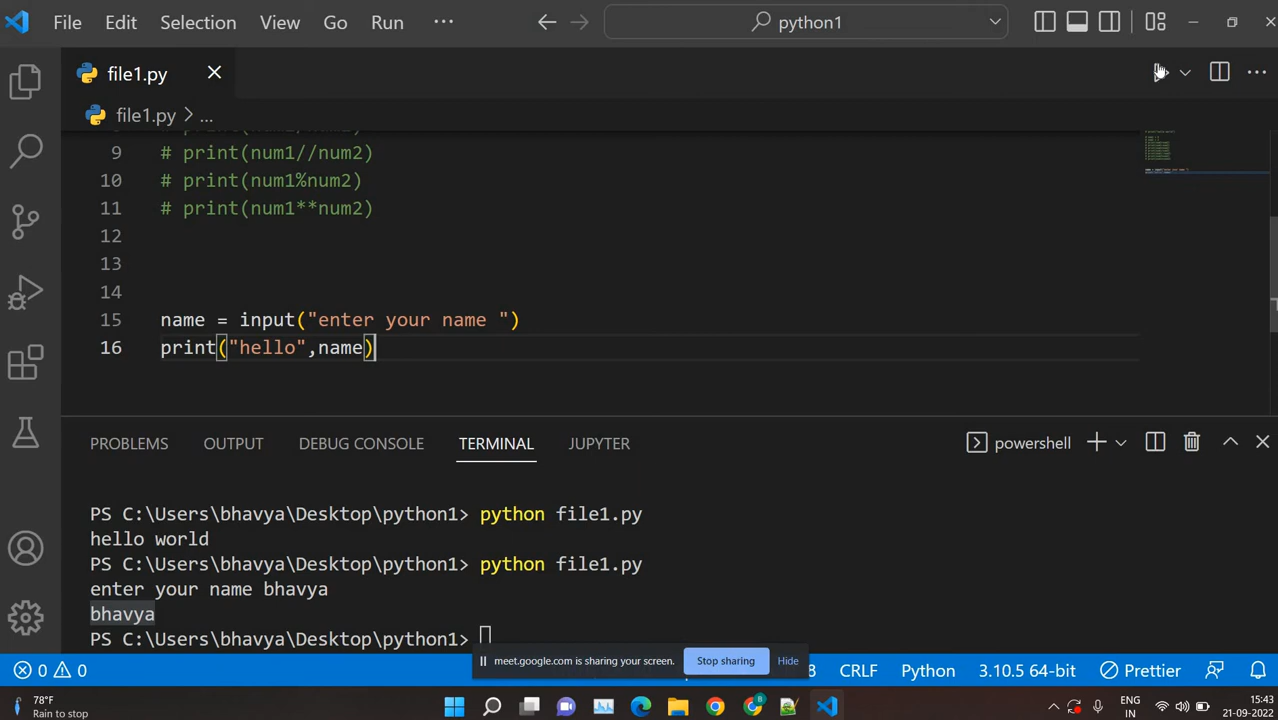 File Edit Selection View Go Run ··· python1
file1.py
file1.py > ...
9 # print(num1//num2)
10 # print(num1%num2)
11 # print(num1**num2)
12
13
14
15 name = input("enter your name ")
16 print("hello",name)
PROBLEMS OUTPUT DEBUG CONSOLE TERMINAL JUPYTER powershell
PS C:\Users\bhavya\Desktop\python1> python file1.py
hello world
PS C:\Users\bhavya\Desktop\python1> python file1.py
enter your name bhavya
bhavya
PS C:\Users\bhavya\Desktop\python1>
meet.google.com is sharing your screen. Stop sharing Hide
0 0 8 CRLF Python 3.10.5 64-bit Prettier
78°F ENG 15:43
Rain to stop IN 21-09-2022